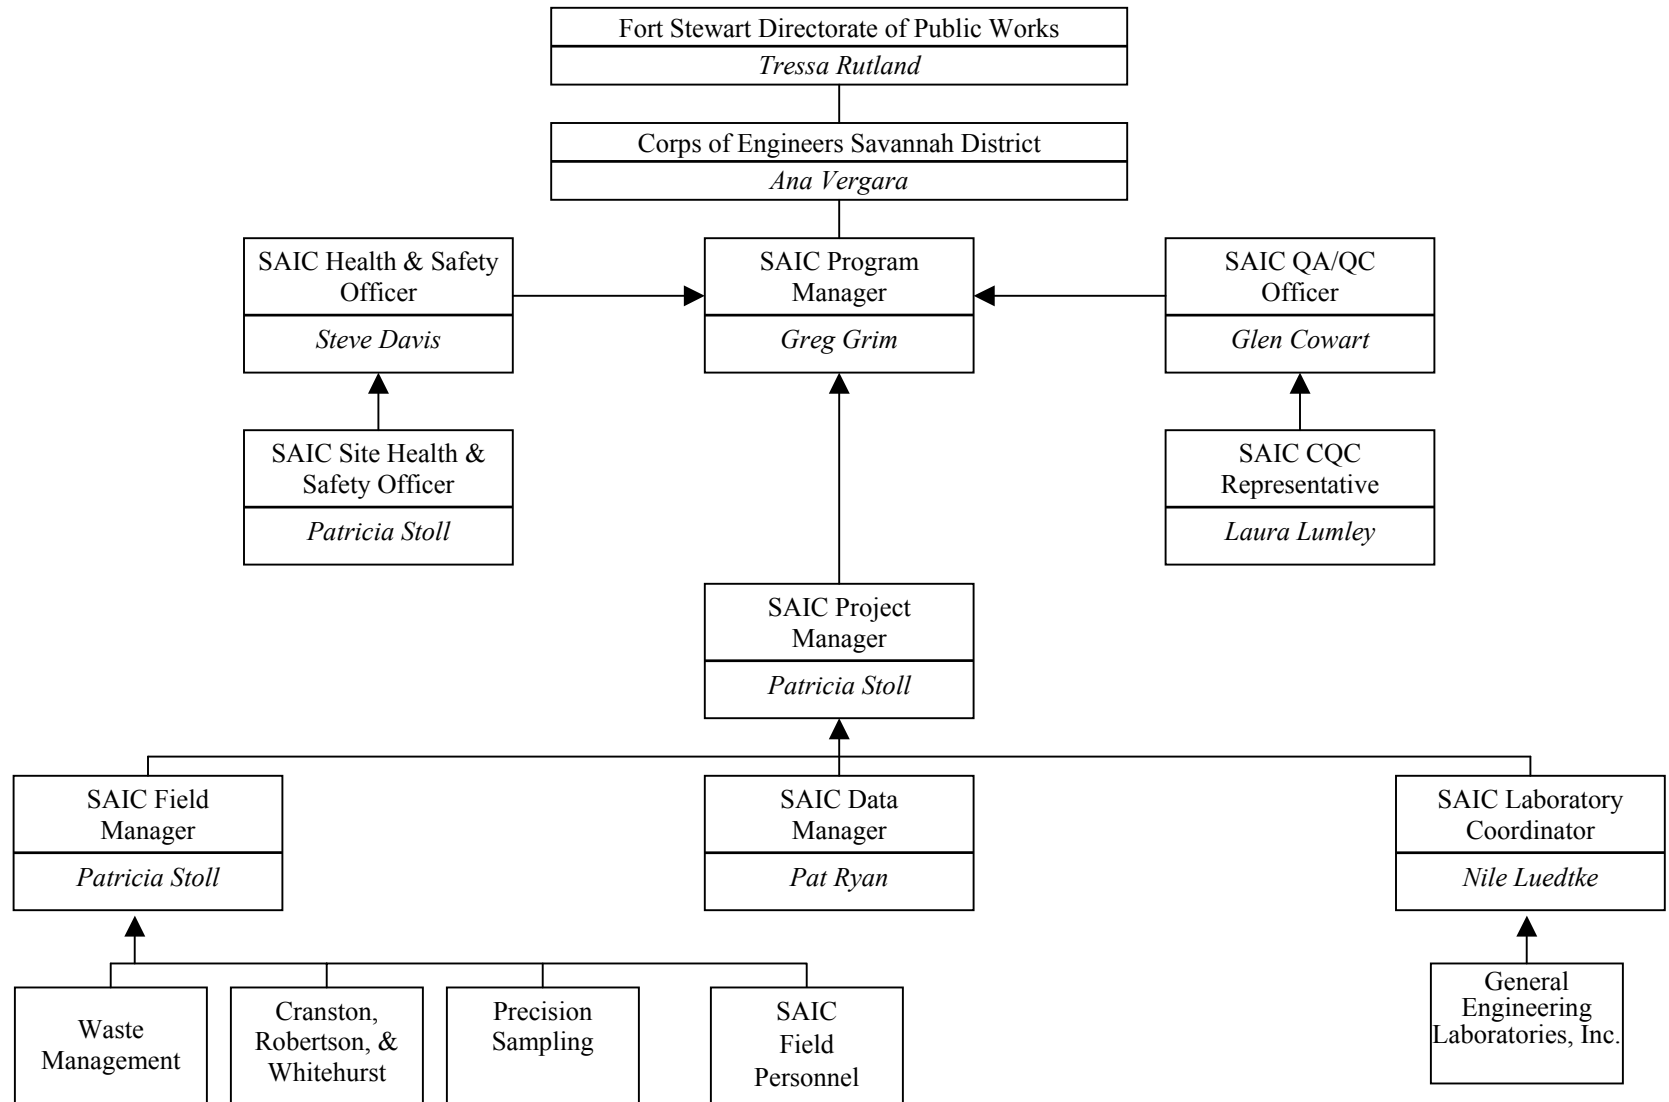 Fort Stewart Directorate of Public Works
Tressa Rutland
Corps of Engineers Savannah District
Ana Vergara
SAIC Health & Safety
Officer
Steve Davis
SAIC Program
Manager
Greg Grim
SAIC QA/QC
Officer
Glen Cowart
SAIC Site Health &
Safety Officer
Patricia Stoll
SAIC CQC
Representative
Laura Lumley
SAIC Project
Manager
Patricia Stoll
SAIC Field
Manager
Patricia Stoll
SAIC Data
Manager
Pat Ryan
SAIC Laboratory
Coordinator
Nile Luedtke
Waste
Management
Cranston,
Robertson, &
Whitehurst
Precision
Sampling
SAIC
Field
Personnel
General
Engineering
Laboratories, Inc.